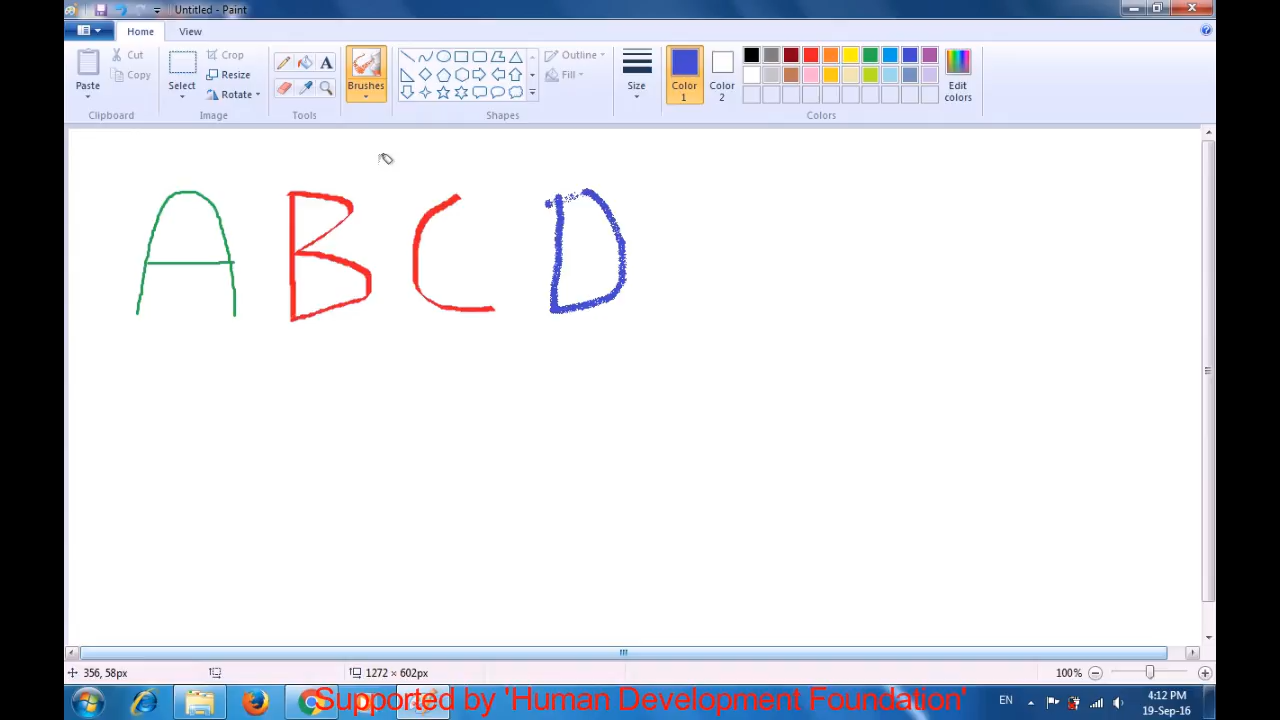 Untitled - Paint
Home View
Paste
Cut
Copy
Clipboard
Select
Crop
Resize
Rotate
Image
A
Tools
Brushes
Outline
Fill
Shapes
Size
Color 1
Color 2
Edit colors
Colors
A B C D
356, 58px
1272 × 602px
100%
Supported by 'Human Development Foundation'
EN
4:12 PM
19-Sep-16